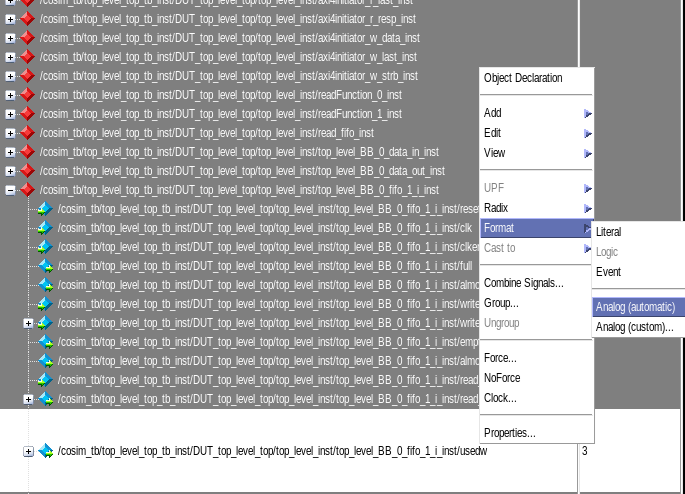 /cosim_tb/top_level_top_tb_inst/DUT_top_level_top/top_level_inst/axi4initiator_r_last_inst
/cosim_tb/top_level_top_tb_inst/DUT_top_level_top/top_level_inst/axi4initiator_r_resp_inst
/cosim_tb/top_level_top_tb_inst/DUT_top_level_top/top_level_inst/axi4initiator_w_data_inst
/cosim_tb/top_level_top_tb_inst/DUT_top_level_top/top_level_inst/axi4initiator_w_last_inst
/cosim_tb/top_level_top_tb_inst/DUT_top_level_top/top_level_inst/axi4initiator_w_strb_inst
/cosim_tb/top_level_top_tb_inst/DUT_top_level_top/top_level_inst/readFunction_0_inst
/cosim_tb/top_level_top_tb_inst/DUT_top_level_top/top_level_inst/readFunction_1_inst
/cosim_tb/top_level_top_tb_inst/DUT_top_level_top/top_level_inst/read_fifo_inst
/cosim_tb/top_level_top_tb_inst/DUT_top_level_top/top_level_inst/top_level_BB_0_data_in_inst
/cosim_tb/top_level_top_tb_inst/DUT_top_level_top/top_level_inst/top_level_BB_0_data_out_inst
/cosim_tb/top_level_top_tb_inst/DUT_top_level_top/top_level_inst/top_level_BB_0_fifo_1_i_inst
/cosim_tb/top_level_top_tb_inst/DUT_top_level_top/top_level_inst/top_level_BB_0_fifo_1_i_inst/rese
/cosim_tb/top_level_top_tb_inst/DUT_top_level_top/top_level_inst/top_level_BB_0_fifo_1_i_inst/clk
/cosim_tb/top_level_top_tb_inst/DUT_top_level_top/top_level_inst/top_level_BB_0_fifo_1_i_inst/clke
/cosim_tb/top_level_top_tb_inst/DUT_top_level_top/top_level_inst/top_level_BB_0_fifo_1_i_inst/full
/cosim_tb/top_level_top_tb_inst/DUT_top_level_top/top_level_inst/top_level_BB_0_fifo_1_i_inst/almo
/cosim_tb/top_level_top_tb_inst/DUT_top_level_top/top_level_inst/top_level_BB_0_fifo_1_i_inst/write
/cosim_tb/top_level_top_tb_inst/DUT_top_level_top/top_level_inst/top_level_BB_0_fifo_1_i_inst/write
/cosim_tb/top_level_top_tb_inst/DUT_top_level_top/top_level_inst/top_level_BB_0_fifo_1_i_inst/emp
/cosim_tb/top_level_top_tb_inst/DUT_top_level_top/top_level_inst/top_level_BB_0_fifo_1_i_inst/almo
/cosim_tb/top_level_top_tb_inst/DUT_top_level_top/top_level_inst/top_level_BB_0_fifo_1_i_inst/read
/cosim_tb/top_level_top_tb_inst/DUT_top_level_top/top_level_inst/top_level_BB_0_fifo_1_i_inst/read
/cosim_tb/top_level_top_tb_inst/DUT_top_level_top/top_level_inst/top_level_BB_0_fifo_1_i_inst/usedw 3
Object Declaration
Add
Edit
View
UPF
Radix
Format
Cast to
Combine Signals...
Group...
Ungroup
Force...
NoForce
Clock...
Properties...
Literal
Logic
Event
Analog (automatic)
Analog (custom)...